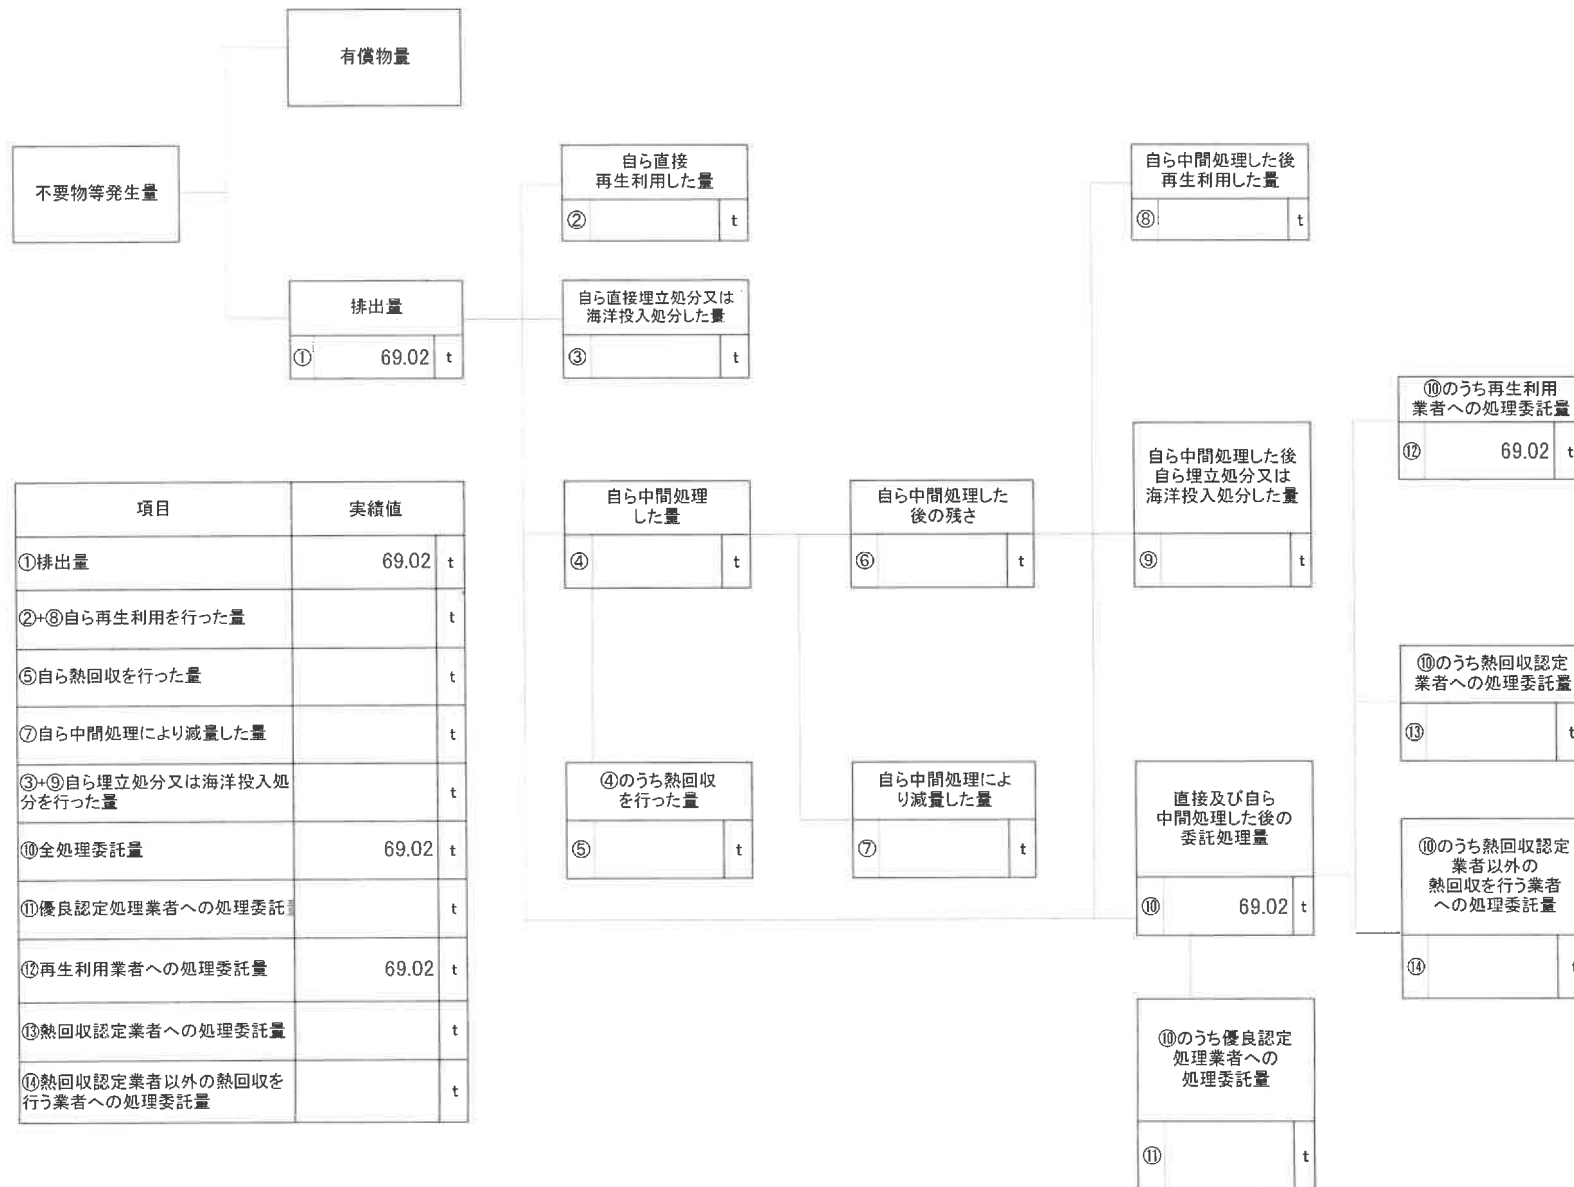 有償物量
不要物等発生量
排出量
① 69.02 t
自ら直接
再生利用した量
② t
自ら直接埋立処分又は
海洋投入処分した量
③ t
自ら中間処理
した量
④ t
④のうち熱回収
を行った量
⑤ t
自ら中間処理した
後の残さ
⑥ t
自ら中間処理によ
り減量した量
⑦ t
自ら中間処理した後
再生利用した量
⑧ t
自ら中間処理した後
自ら埋立処分又は
海洋投入処分した量
⑨ t
直接及び自ら
中間処理した後の
委託処理量
⑩ 69.02 t
⑩のうち優良認定
処理業者への
処理委託量
⑪ t
⑩のうち再生利用
業者への処理委託量
⑫ 69.02 t
⑩のうち熱回収認定
業者への処理委託量
⑬ t
⑩のうち熱回収認定
業者以外の
熱回収を行う業者
への処理委託量
⑭ t
項目 実績値
①排出量 69.02 t
②+⑧自ら再生利用を行った量 t
⑤自ら熱回収を行った量 t
⑦自ら中間処理により減量した量 t
③+⑨自ら埋立処分又は海洋投入処
分を行った量 t
⑩全処理委託量 69.02 t
⑪優良認定処理業者への処理委託量 t
⑫再生利用業者への処理委託量 69.02 t
⑬熱回収認定業者への処理委託量 t
⑭熱回収認定業者以外の熱回収を
行う業者への処理委託量 t